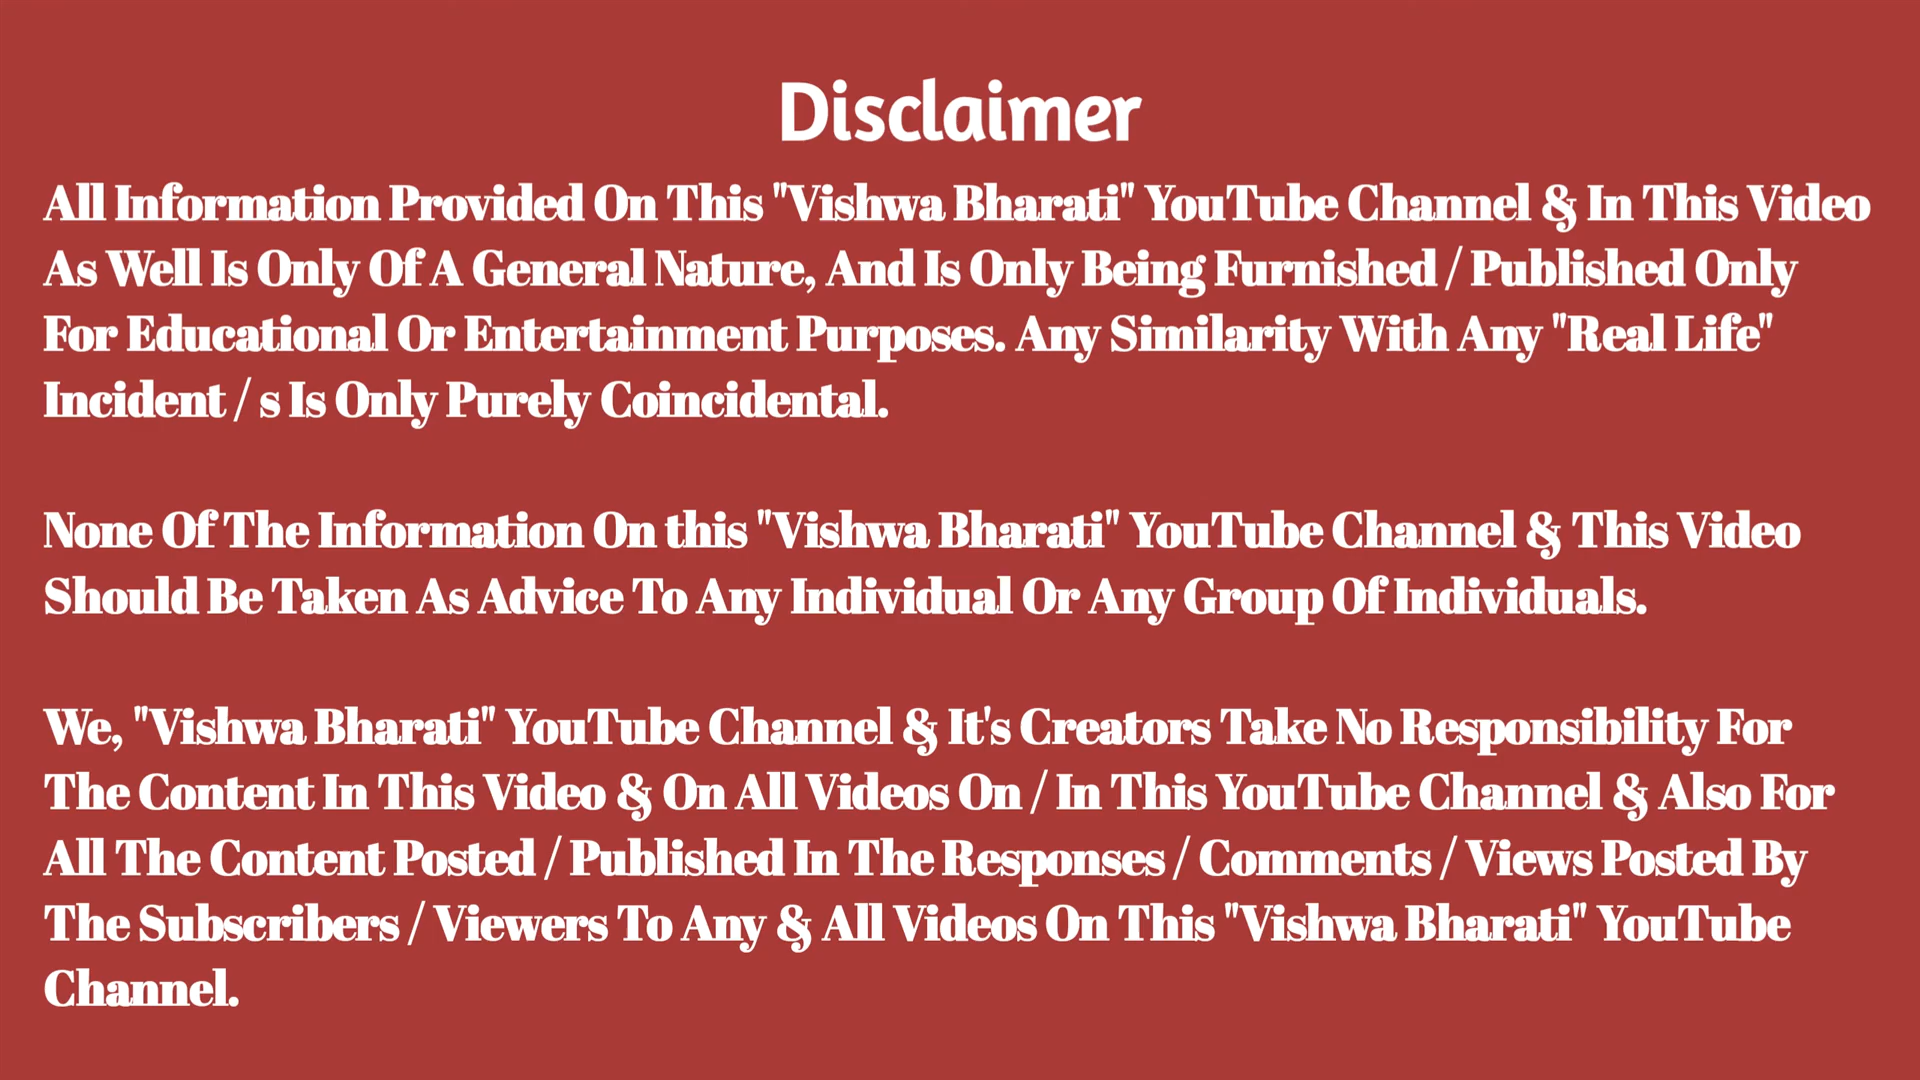 Disclaimer
All Information Provided On This "Vishwa Bharati" YouTube Channel & In This Video
As Well Is Only Of A General Nature, And Is Only Being Furnished / Published Only
For Educational Or Entertainment Purposes. Any Similarity With Any "Real Life"
Incident / s Is Only Purely Coincidental.
None Of The Information On this "Vishwa Bharati" YouTube Channel & This Video
Should Be Taken As Advice To Any Individual Or Any Group Of Individuals.
We, "Vishwa Bharati" YouTube Channel & It's Creators Take No Responsibility For
The Content In This Video & On All Videos On / In This YouTube Channel & Also For
All The Content Posted / Published In The Responses / Comments / Views Posted By
The Subscribers / Viewers To Any & All Videos On This "Vishwa Bharati" YouTube
Channel.